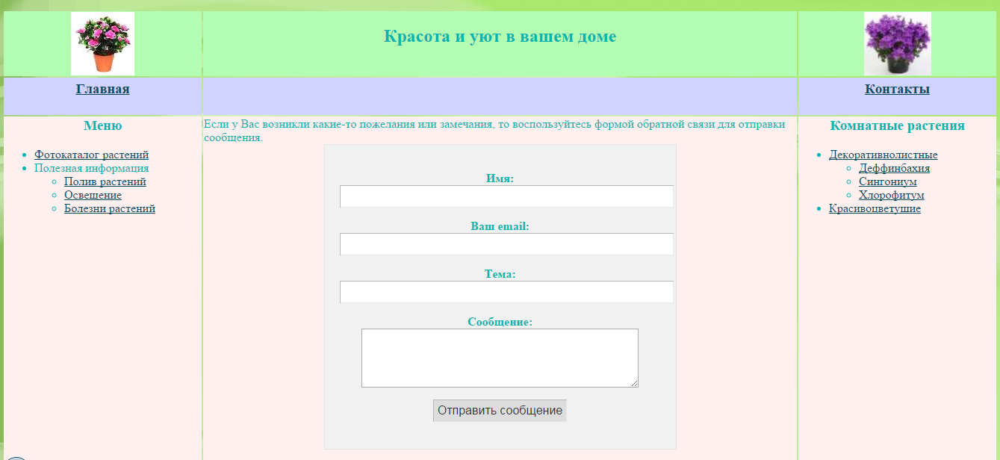 Красота и уют в вашем доме
Главная
Контакты
Меню
Фотокаталог растений
Полезная информация
Полив растений
Освещение
Болезни растений
Если у Вас возникли какие-то пожелания или замечания, то воспользуйтесь формой обратной связи для отправки
сообщения.
Имя:
Ваш email:
Тема:
Сообщение:
Отправить сообщение
Комнатные растения
Декоративнолистные
Деффинбахия
Сингониум
Хлорофитум
Красивоцветушие